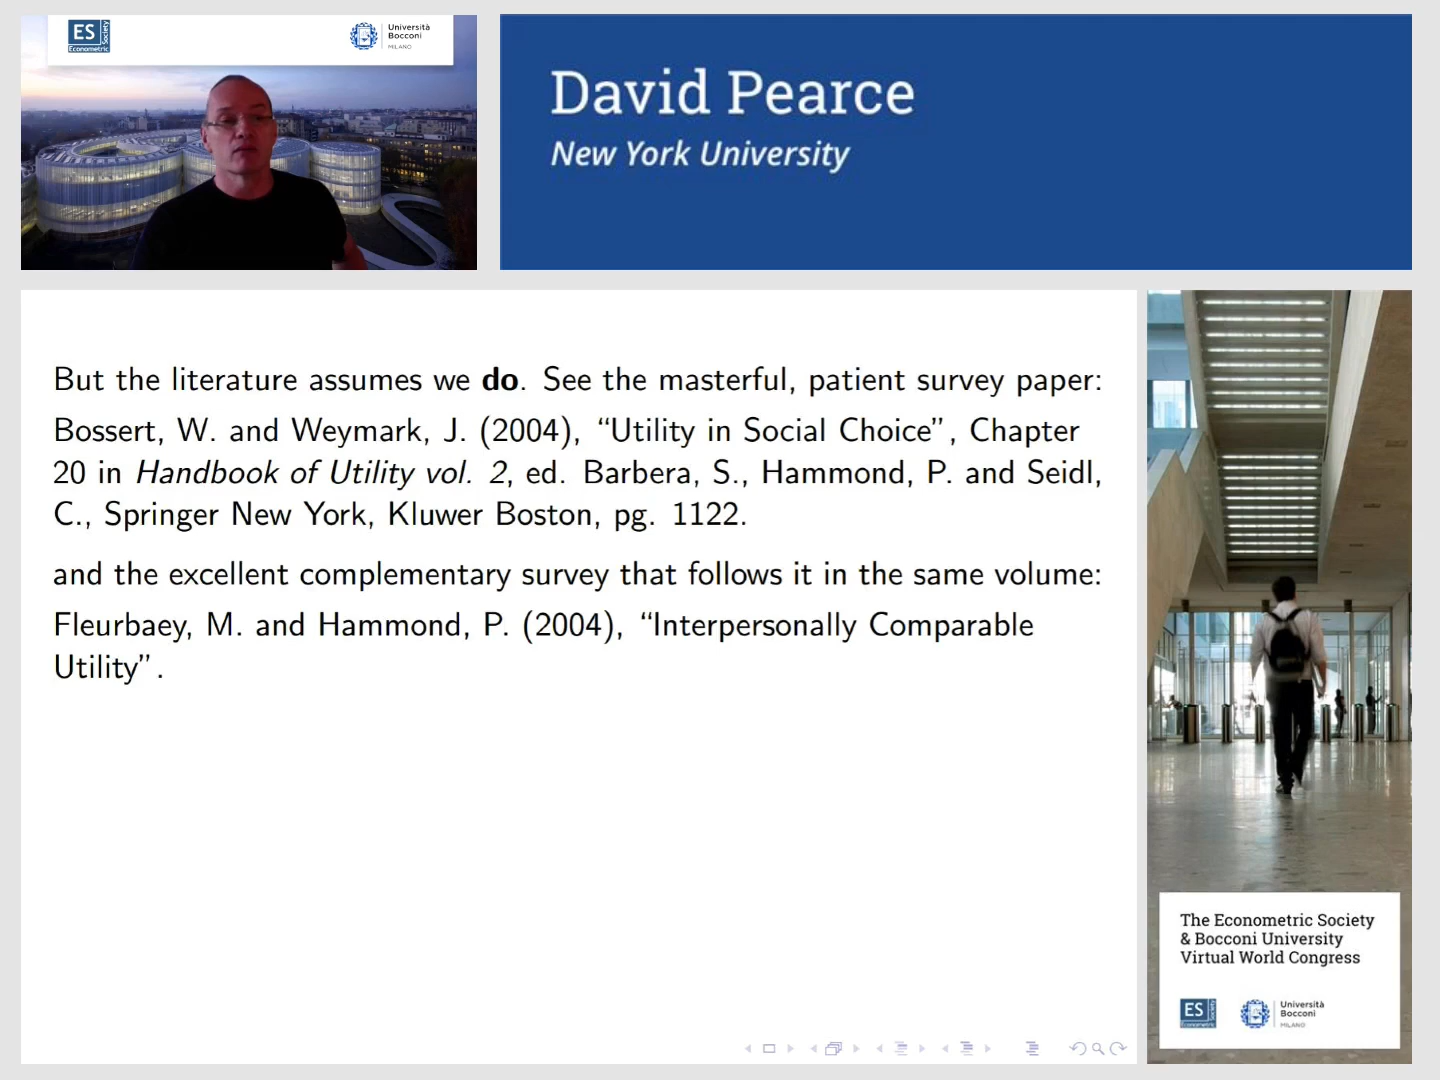 ES
Econometric
Society
Università
Bocconi
MILANO
David Pearce
New York University
But the literature assumes we do. See the masterful, patient survey paper:
Bossert, W. and Weymark, J. (2004), “Utility in Social Choice”, Chapter
20 in Handbook of Utility vol. 2, ed. Barbera, S., Hammond, P. and Seidl,
C., Springer New York, Kluwer Boston, pg. 1122.
and the excellent complementary survey that follows it in the same volume:
Fleurbaey, M. and Hammond, P. (2004), “Interpersonally Comparable
Utility”.
The Econometric Society
& Bocconi University
Virtual World Congress
ES
Econometric
Society
Università
Bocconi
MILANO